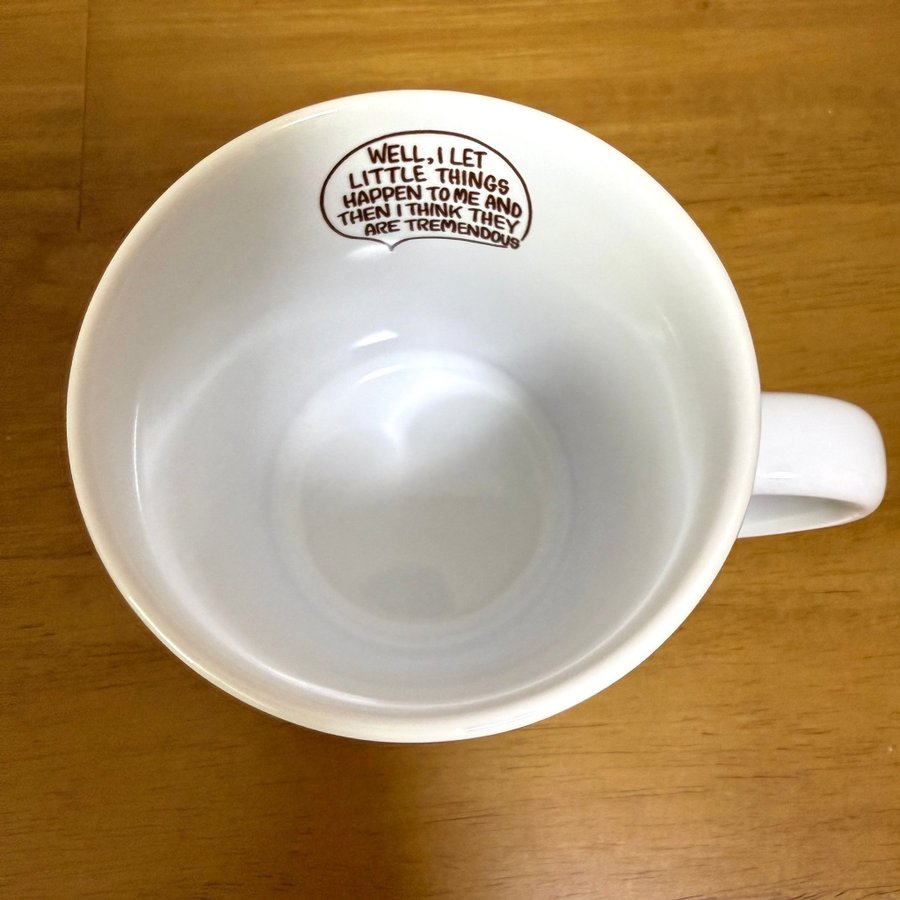 WELL, I LET
LITTLE THINGS
HAPPEN TO ME AND
THEN I THINK THEY
ARE TREMENDOUS